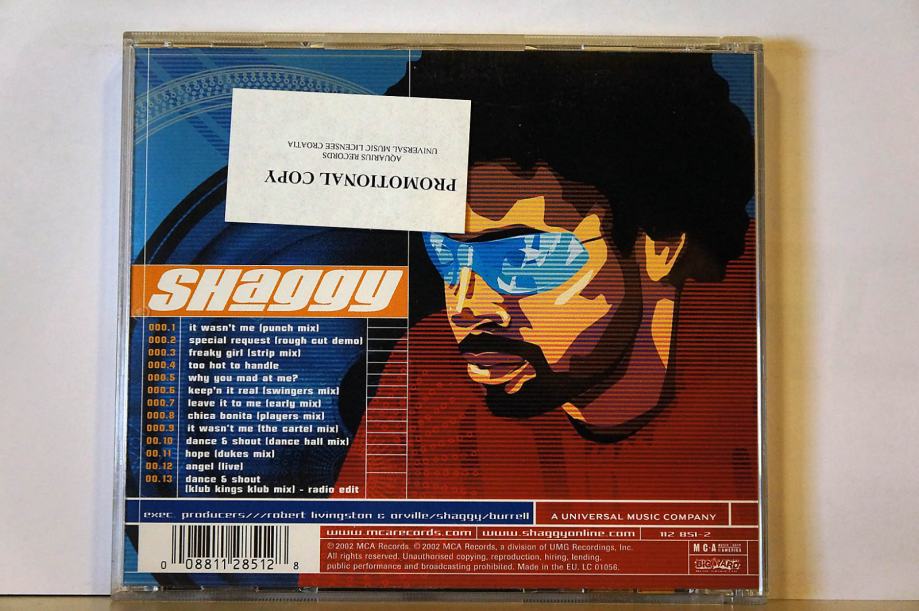 PROMOTIONAL COPY
AQUARIUS RECORDS
UNIVERSAL MUSIC LICENSEE CROATIA
SHaggy
000.1 it wasn't me (punch mix)
000.2 special request (rough cut demo)
000.3 freaky girl (strip mix)
000.4 too hot to handle
000.5 why you mad at me?
000.6 keep'n it real (swingers mix)
000.7 leave it to me (early mix)
000.8 chica bonita (players mix)
000.9 it wasn't me (the cartel mix)
00.10 dance & shout (dance hall mix)
00.11 hope (dukes mix)
00.12 angel (live)
00.13 dance & shout
(klub kings klub mix) - radio edit
exec. producers///robert livingston & orville/shaggy/burrell
A UNIVERSAL MUSIC COMPANY
www.mcarecords.com
www.shaggyonline.com
112 851-2
℗ 2002 MCA Records. © 2002 MCA Records, a division of UMG Recordings, Inc.
All rights reserved. Unauthorised copying, reproduction, hiring, lending,
public performance and broadcasting prohibited. Made in the EU. LC 01056.
M·C·A
BIG YARD
0 08811 28512 8